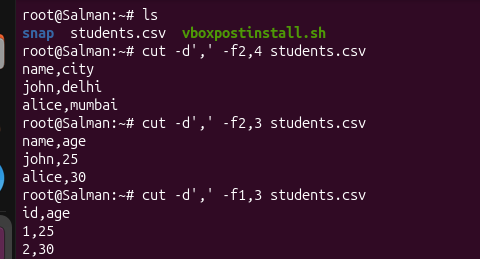 root@Salman:~# ls
snap  students.csv  vboxpostinstall.sh
root@Salman:~# cut -d',' -f2,4 students.csv
name,city
john,delhi
alice,mumbai
root@Salman:~# cut -d',' -f2,3 students.csv
name,age
john,25
alice,30
root@Salman:~# cut -d',' -f1,3 students.csv
id,age
1,25
2,30